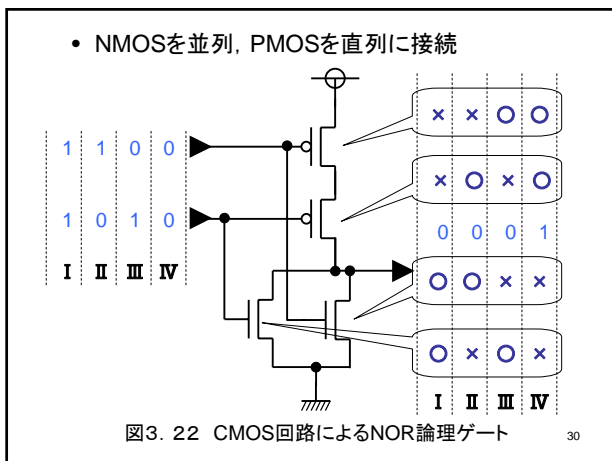 • NMOSを並列，PMOSを直列に接続
× × ○ ○
1 1 0 0
× ○ × ○
1 0 1 0
0 0 0 1
Ⅰ Ⅱ Ⅲ Ⅳ
○ ○ × ×
○ × ○ ×
Ⅰ Ⅱ Ⅲ Ⅳ
図3．22 CMOS回路によるNOR論理ゲート
30